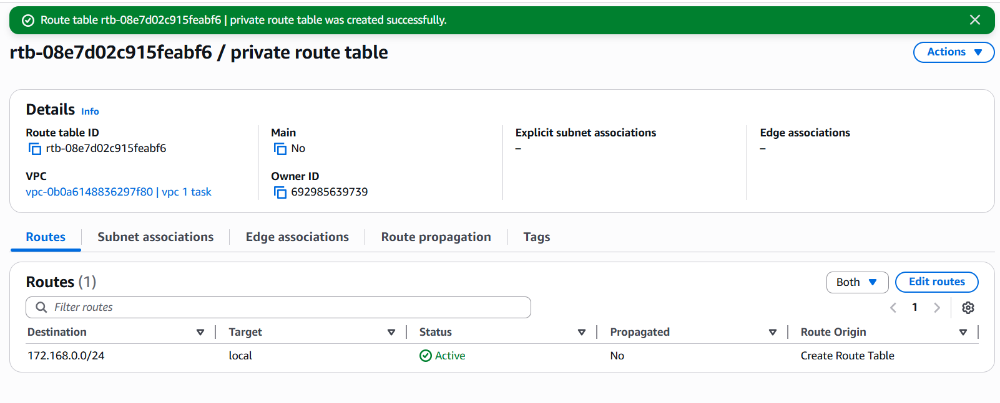 Route table rtb-08e7d02c915feabf6 | private route table was created successfully.
rtb-08e7d02c915feabf6 / private route table
Actions
Details Info
Route table ID
rtb-08e7d02c915feabf6
Main
No
Explicit subnet associations
–
Edge associations
–
VPC
vpc-0b0a6148836297f80 | vpc 1 task
Owner ID
692985639739
Routes
Subnet associations
Edge associations
Route propagation
Tags
Routes (1)
Both
Edit routes
Filter routes
1
Destination Target Status Propagated Route Origin
172.168.0.0/24 local Active No Create Route Table